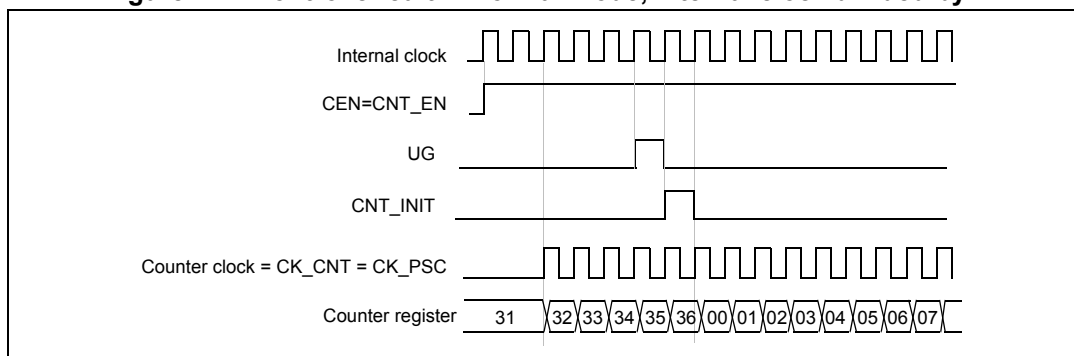 Internal clock
CEN=CNT_EN
UG
CNT_INIT
Counter clock = CK_CNT = CK_PSC
Counter register 31 32 33 34 35 36 00 01 02 03 04 05 06 07